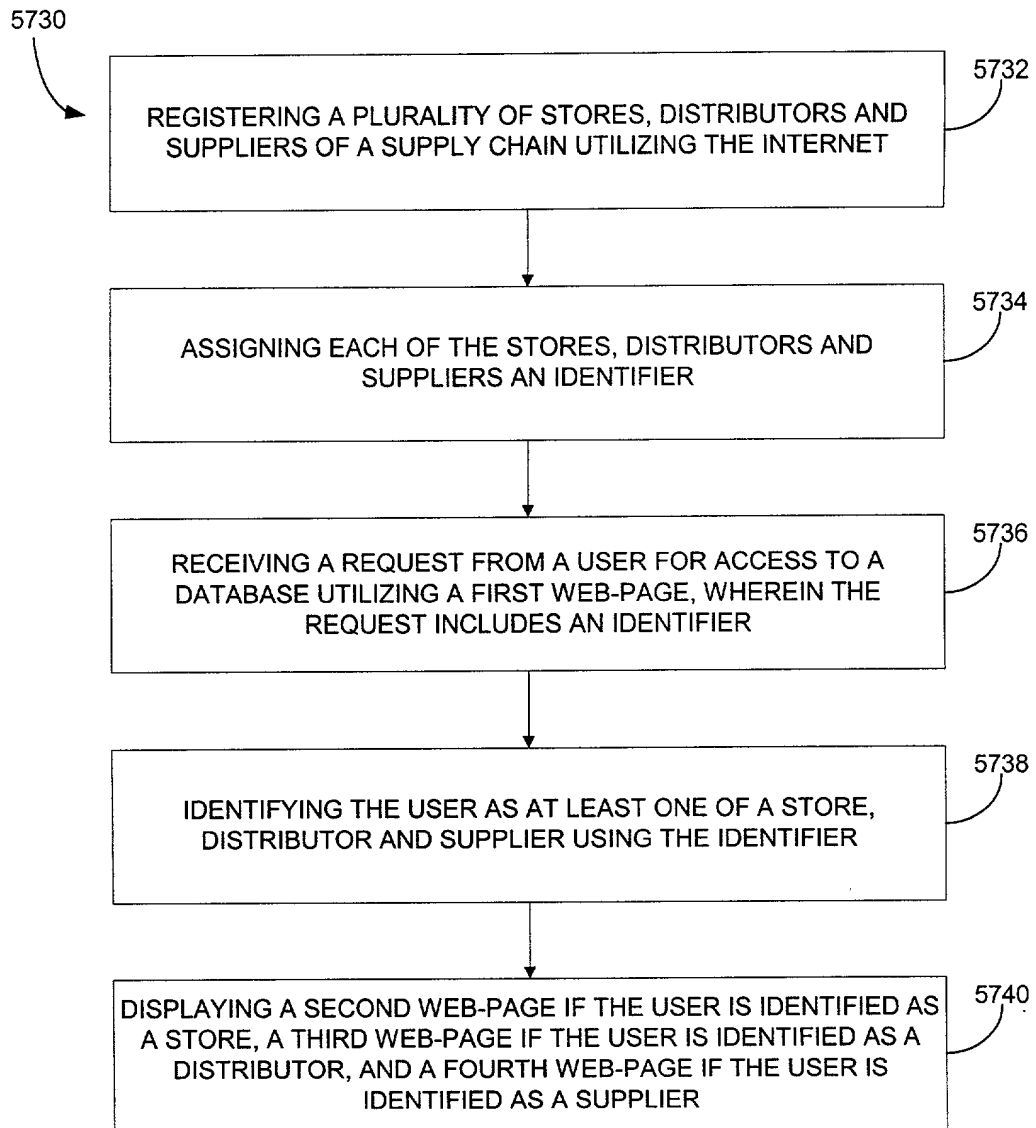 5730
5732
REGISTERING A PLURALITY OF STORES, DISTRIBUTORS AND
SUPPLIERS OF A SUPPLY CHAIN UTILIZING THE INTERNET
5734
ASSIGNING EACH OF THE STORES, DISTRIBUTORS AND
SUPPLIERS AN IDENTIFIER
5736
RECEIVING A REQUEST FROM A USER FOR ACCESS TO A
DATABASE UTILIZING A FIRST WEB-PAGE, WHEREIN THE
REQUEST INCLUDES AN IDENTIFIER
5738
IDENTIFYING THE USER AS AT LEAST ONE OF A STORE,
DISTRIBUTOR AND SUPPLIER USING THE IDENTIFIER
5740
DISPLAYING A SECOND WEB-PAGE IF THE USER IS IDENTIFIED AS
A STORE, A THIRD WEB-PAGE IF THE USER IS IDENTIFIED AS A
DISTRIBUTOR, AND A FOURTH WEB-PAGE IF THE USER IS
IDENTIFIED AS A SUPPLIER